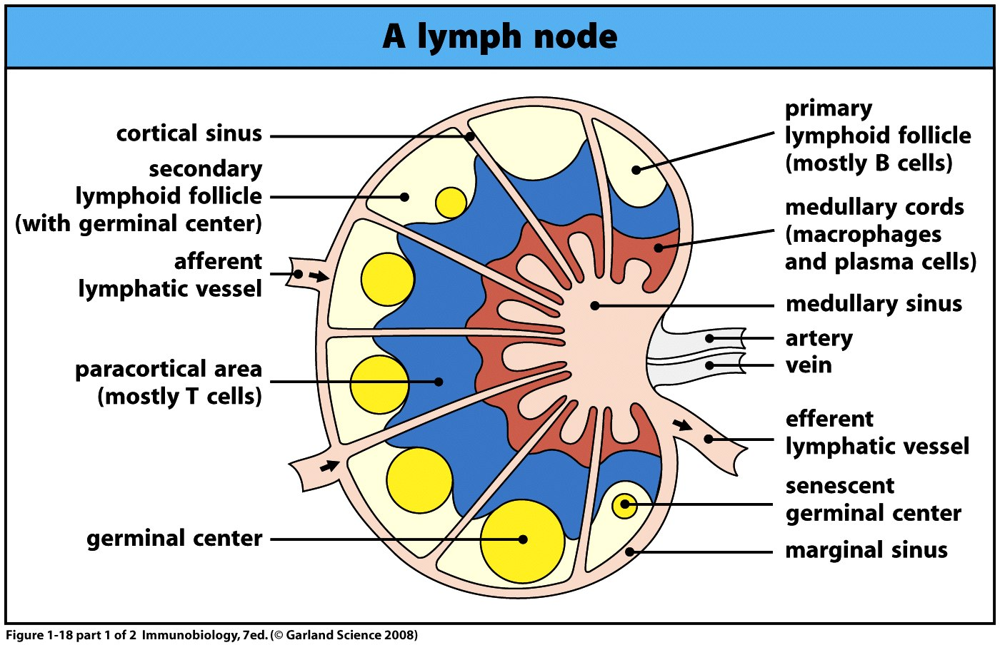 A lymph node
cortical sinus
secondary
lymphoid follicle
(with germinal center)
afferent
lymphatic vessel
paracortical area
(mostly T cells)
germinal center
primary
lymphoid follicle
(mostly B cells)
medullary cords
(macrophages
and plasma cells)
medullary sinus
artery
vein
efferent
lymphatic vessel
senescent
germinal center
marginal sinus
Figure 1-18 part 1 of 2 Immunobiology, 7ed. (© Garland Science 2008)